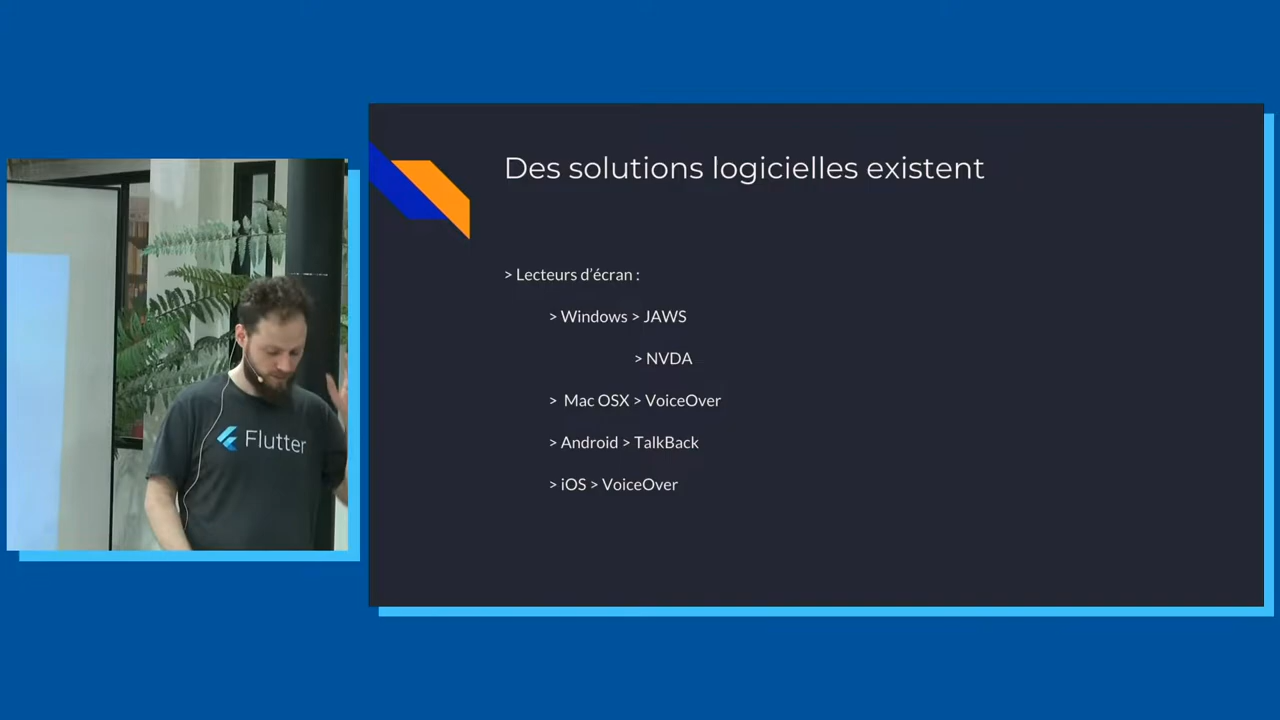 Des solutions logicielles existent
> Lecteurs d'écran :
> Windows > JAWS
> NVDA
> Mac OSX > VoiceOver
> Android > TalkBack
> iOS > VoiceOver
Flutter